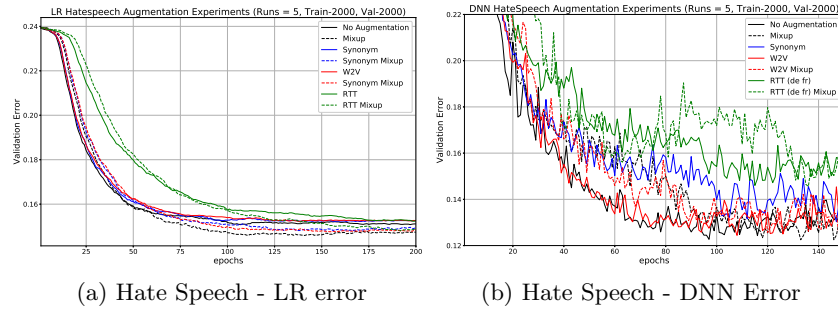 LR Hatespeech Augmentation Experiments (Runs = 5, Train-2000, Val-2000)
Validation Error
0.24
0.22
0.20
0.18
0.16
No Augmentation
Mixup
Synonym
Synonym Mixup
W2V
Synonym Mixup
RTT
RTT Mixup
25
50
75
100
125
150
175
200
epochs
(a) Hate Speech - LR error
DNN HateSpeech Augmentation Experiments (Runs = 5, Train-2000, Val-2000)
Validation Error
0.22
0.20
0.18
0.16
0.14
0.12
No Augmentation
Mixup
Synonym
W2V
W2V Mixup
RTT (de fr)
RTT (de fr) Mixup
20
40
60
80
100
120
140
epochs
(b) Hate Speech - DNN Error